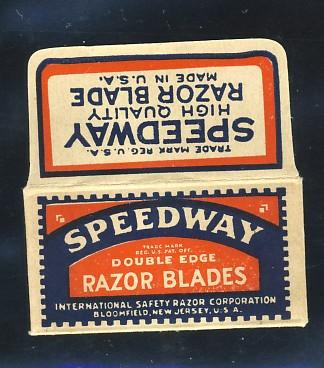 TRADE MARK REG. U.S.A.
SPEEDWAY
HIGH QUALITY
RAZOR BLADE
MADE IN U.S.A.
SPEEDWAY
TRADE MARK
REG. U.S. PAT. OFF.
DOUBLE EDGE
RAZOR BLADES
INTERNATIONAL SAFETY RAZOR CORPORATION
BLOOMFIELD, NEW JERSEY, U.S.A.